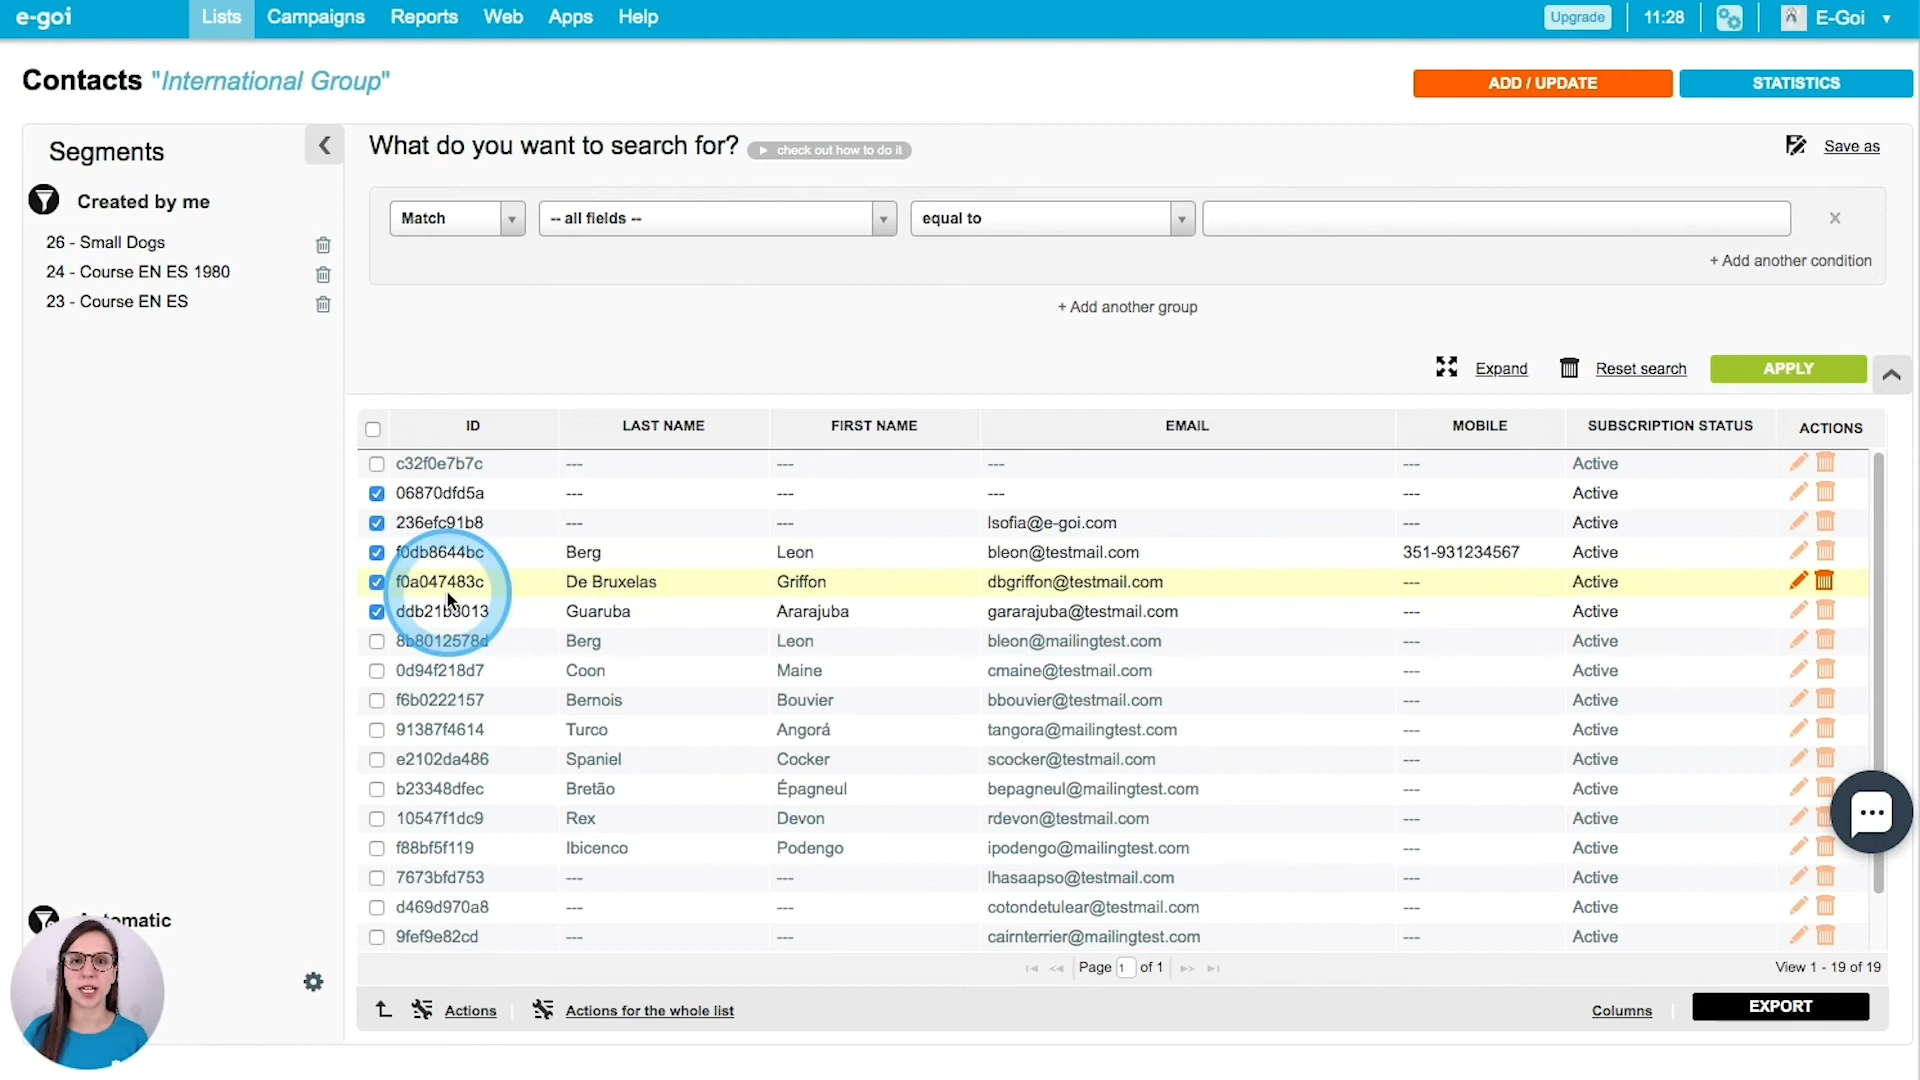 e-goi Lists Campaigns Reports Web Apps Help Upgrade 11:28 E-Goi
Contacts "International Group" ADD / UPDATE STATISTICS
Segments
Created by me
26 - Small Dogs
24 - Course EN ES 1980
23 - Course EN ES
What do you want to search for? check out how to do it Save as
Match -- all fields -- equal to
+ Add another condition
+ Add another group
Expand Reset search APPLY
ID LAST NAME FIRST NAME EMAIL MOBILE SUBSCRIPTION STATUS ACTIONS
c32f0e7b7c --- --- --- --- Active
06870dfd5a --- --- --- --- Active
236efc91b8 --- --- lsofia@e-goi.com --- Active
f0db8644bc Berg Leon bleon@testmail.com 351-931234567 Active
f0a047483c De Bruxelas Griffon dbgriffon@testmail.com --- Active
ddb21b3013 Guaruba Ararajuba gararajuba@testmail.com --- Active
8b8012578d Berg Leon bleon@mailingtest.com --- Active
0d94f218d7 Coon Maine cmaine@testmail.com --- Active
f6b0222157 Bernois Bouvier bbouvier@testmail.com --- Active
91387f4614 Turco Angorá tangora@mailingtest.com --- Active
e2102da486 Spaniel Cocker scocker@testmail.com --- Active
b23348dfec Bretão Épagneul bepagneul@mailingtest.com --- Active
10547f1dc9 Rex Devon rdevon@testmail.com --- Active
f88bf5f119 Ibicenco Podengo ipodengo@mailingtest.com --- Active
7673bfd753 --- --- lhasaapso@testmail.com --- Active
d469d970a8 --- --- cotondetulear@testmail.com --- Active
9fef9e82cd --- --- cairnterrier@mailingtest.com --- Active
Page 1 of 1 View 1 - 19 of 19
Actions Actions for the whole list Columns EXPORT